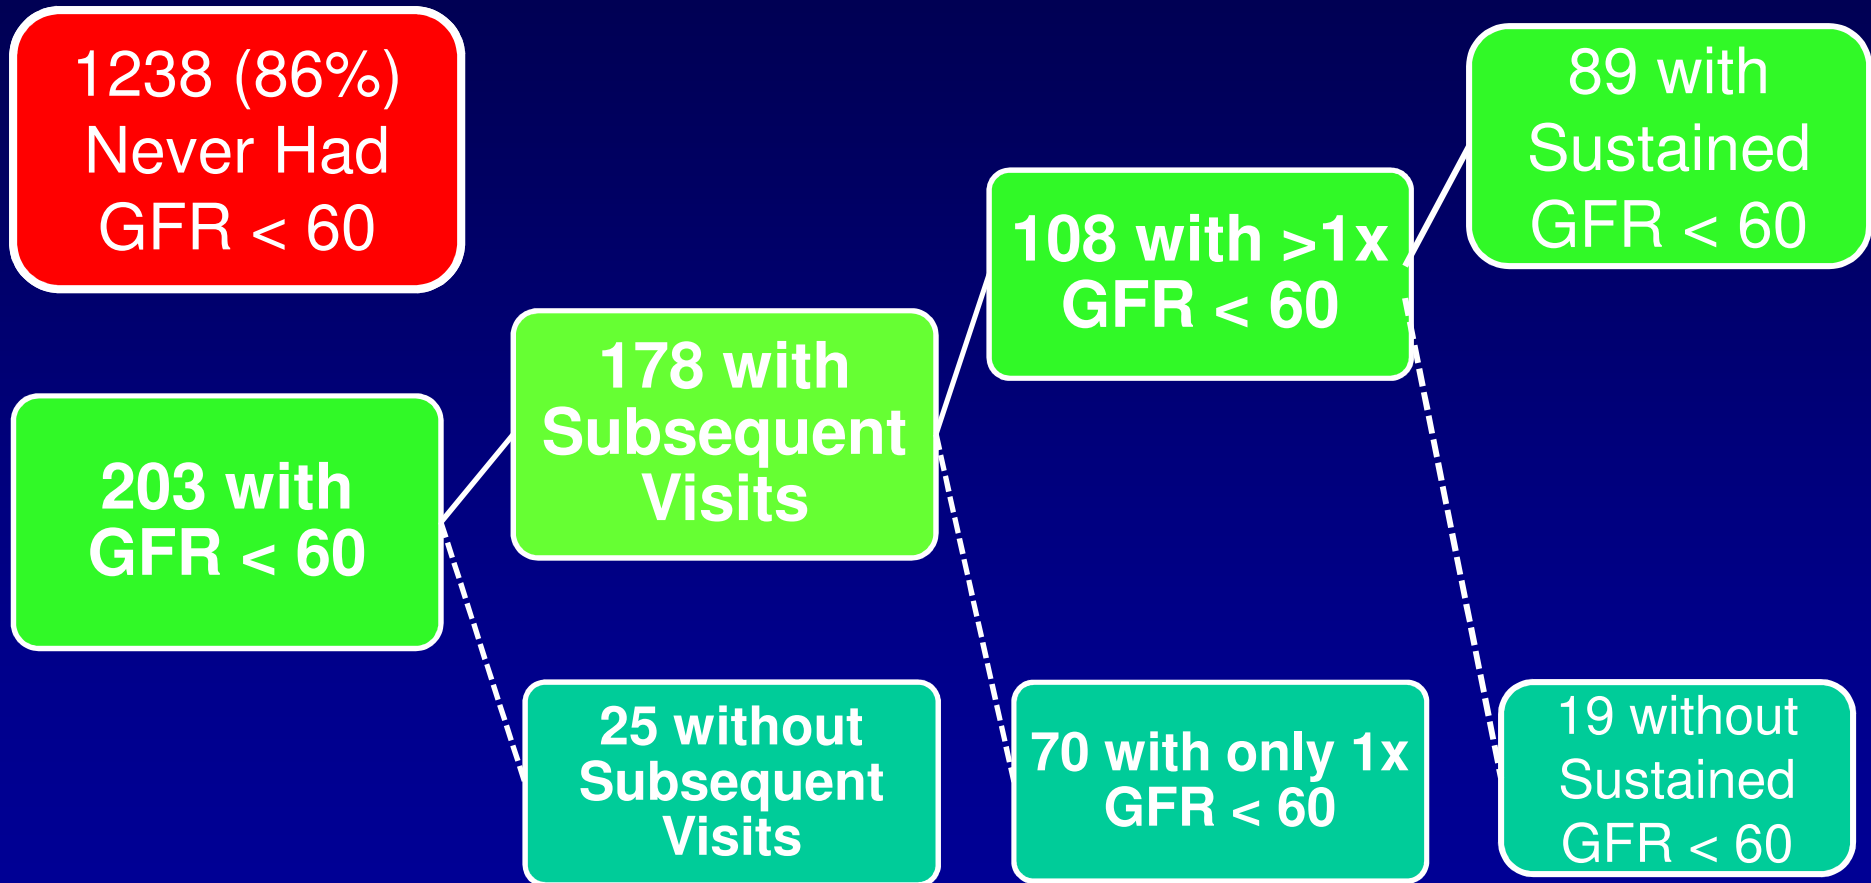 1238 (86%)
Never Had
GFR < 60
203 with
GFR < 60
178 with
Subsequent
Visits
25 without
Subsequent
Visits
108 with >1x
GFR < 60
70 with only 1x
GFR < 60
89 with
Sustained
GFR < 60
19 without
Sustained
GFR < 60